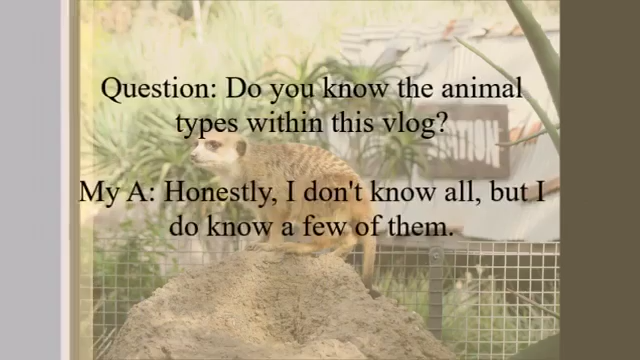 Question: Do you know the animal
types within this vlog?
My A: Honestly, I don't know all, but I
do know a few of them.